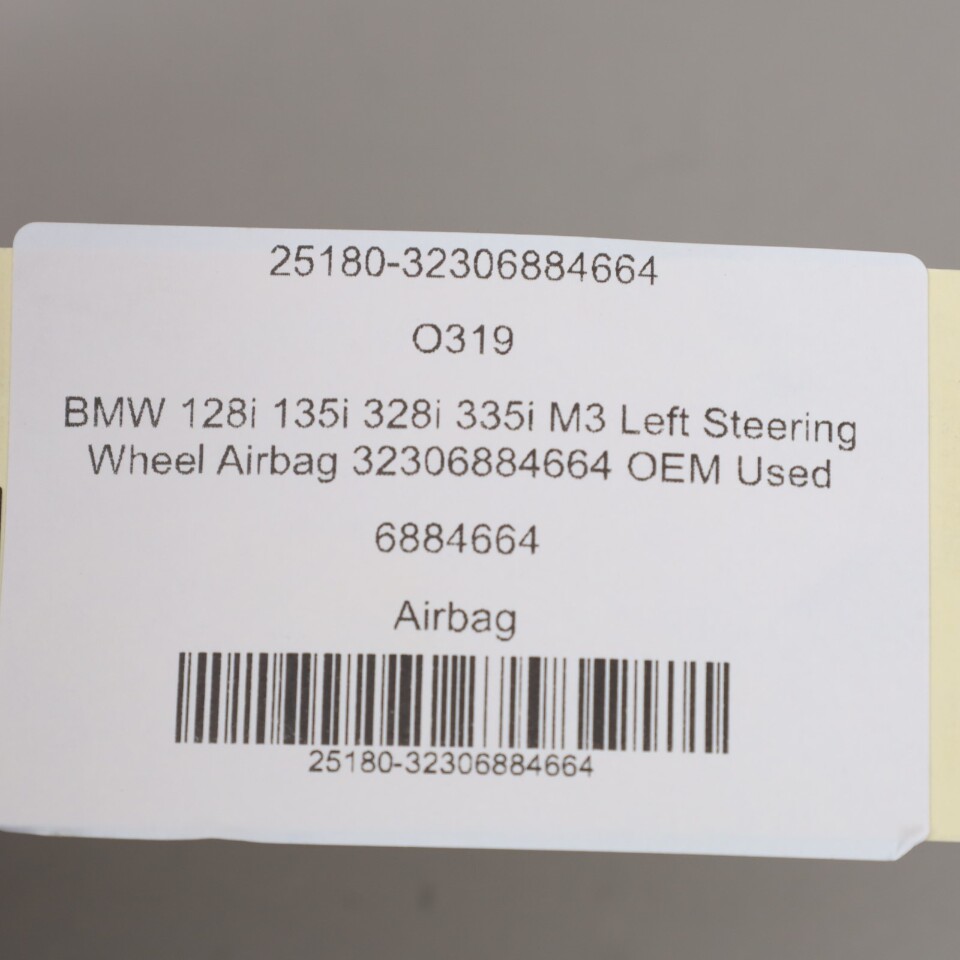 25180-32306884664
O319
BMW 128i 135i 328i 335i M3 Left Steering
Wheel Airbag 32306884664 OEM Used
6884664
Airbag
25180-32306884664